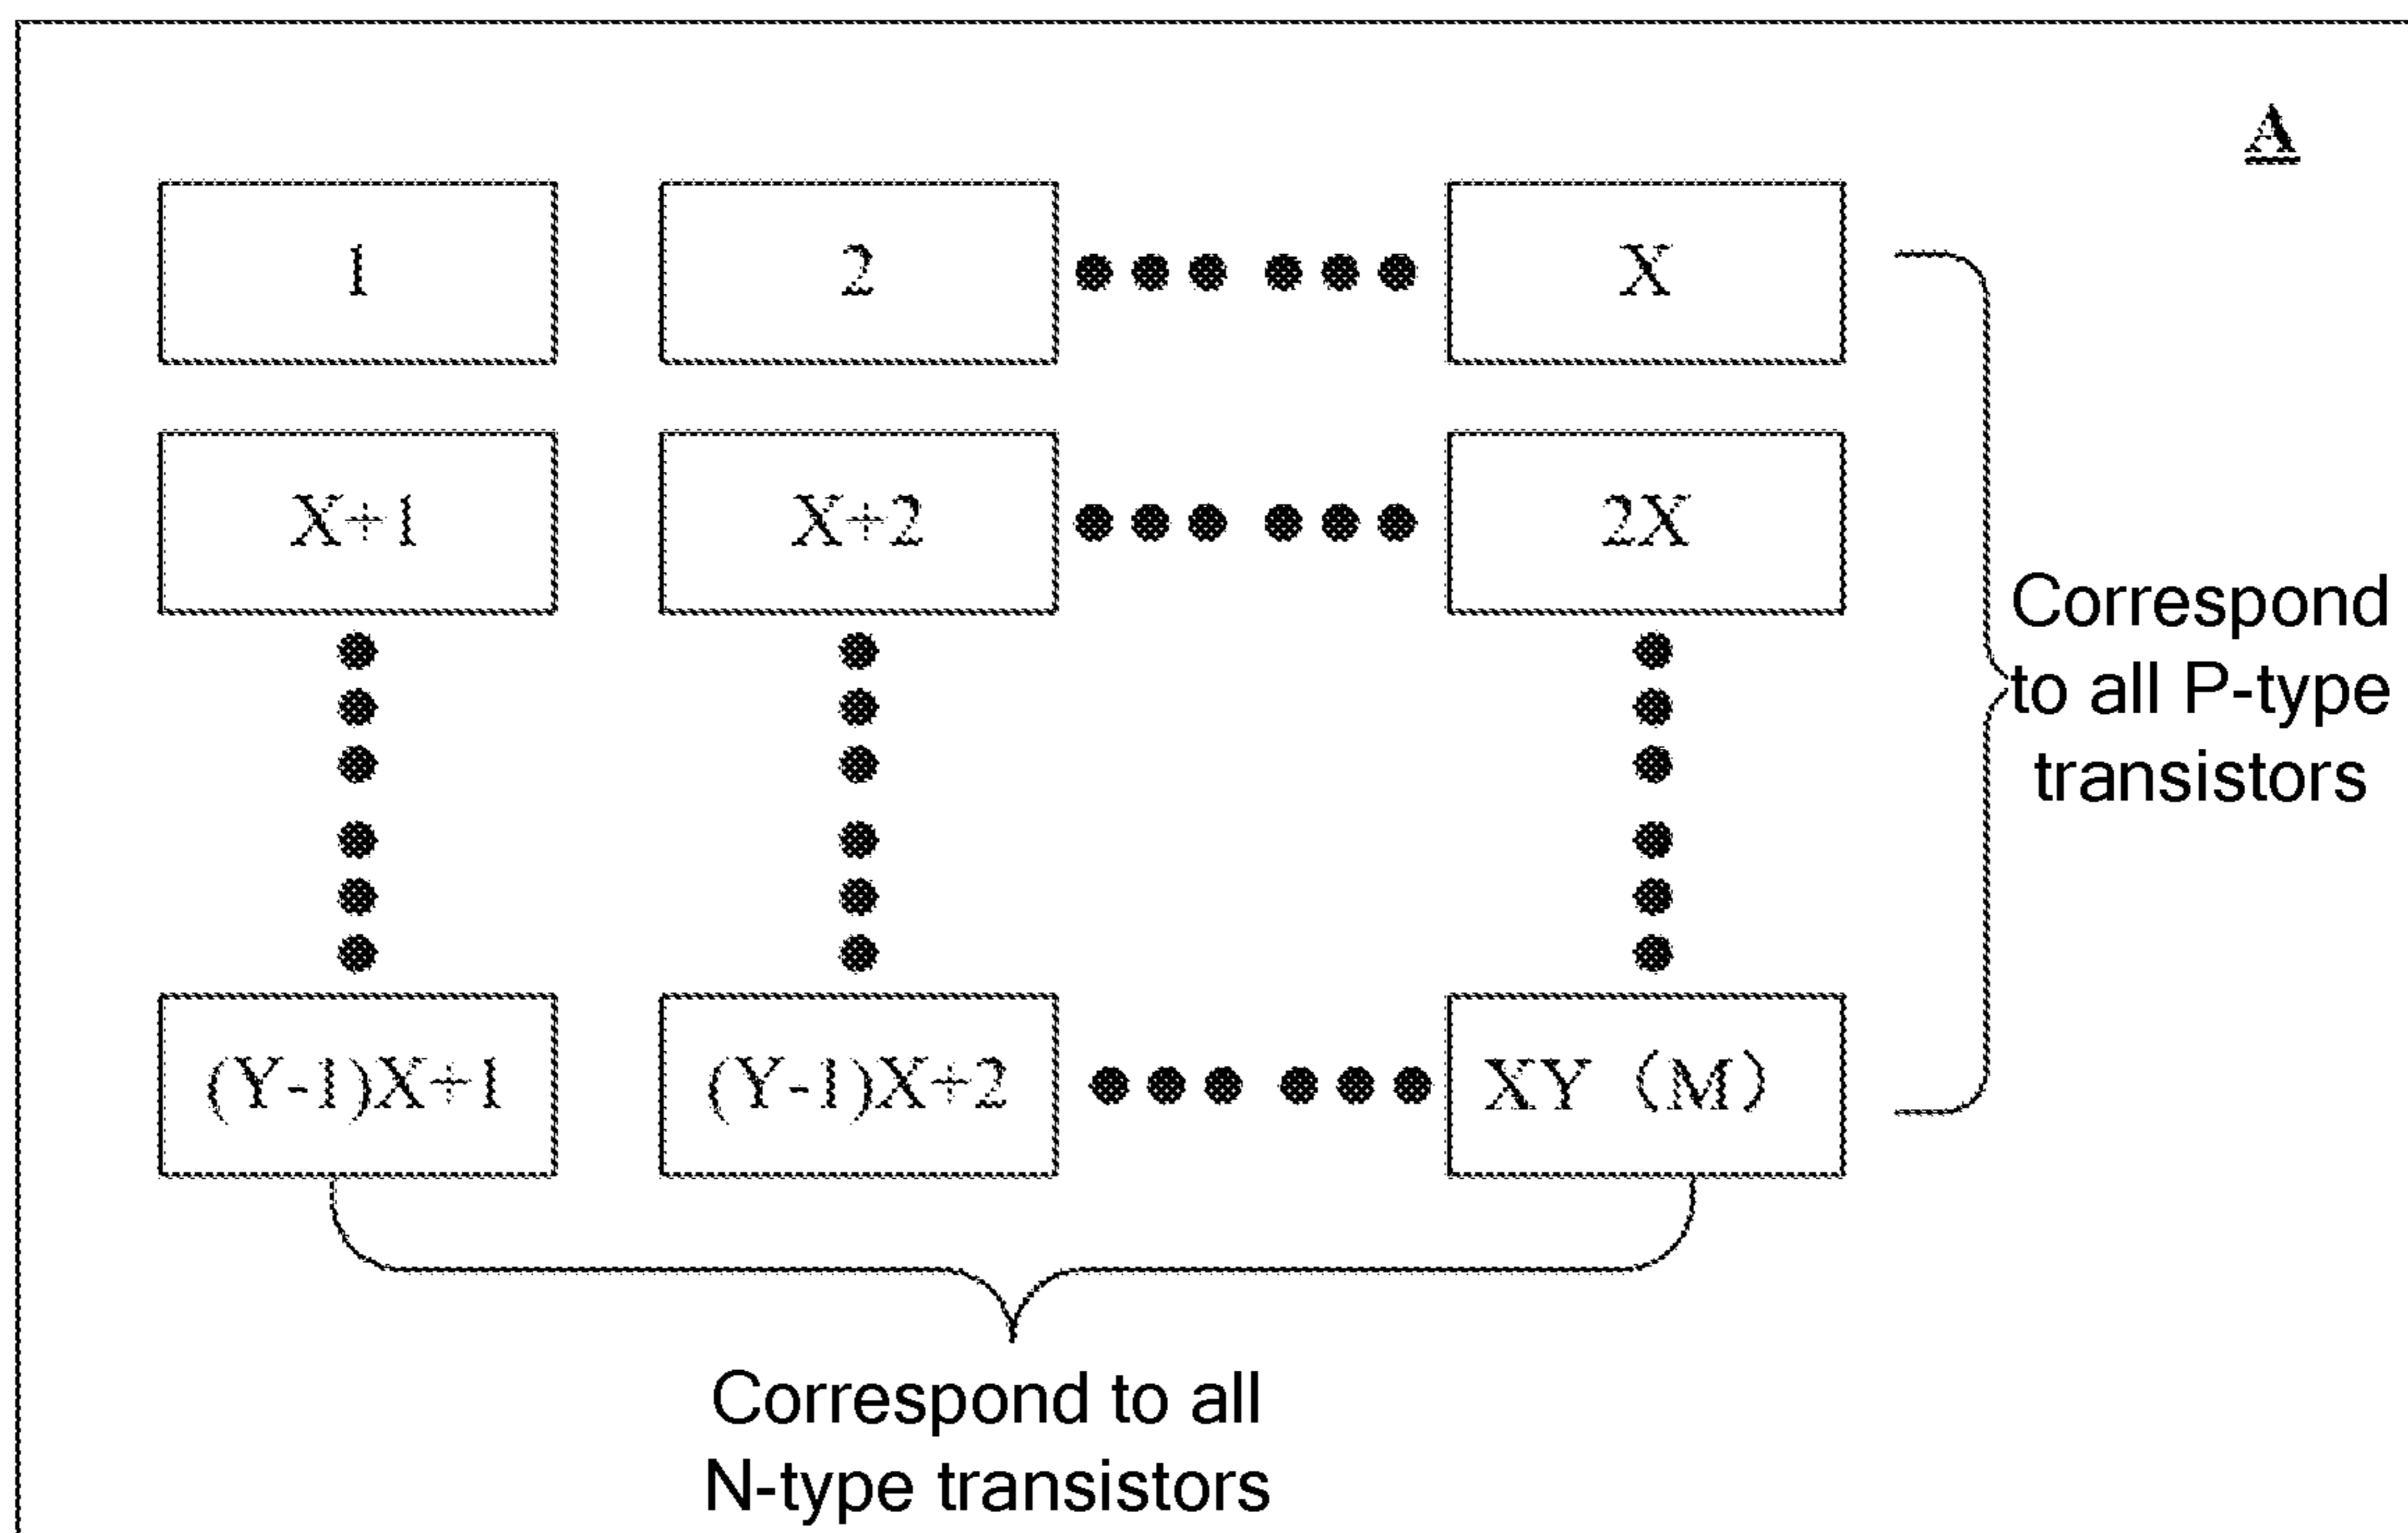 A
1 2 X
X+1 X+2 2X
Correspond
to all P-type
transistors
(Y-1)X+1 (Y-1)X+2 XY (M)
Correspond to all
N-type transistors